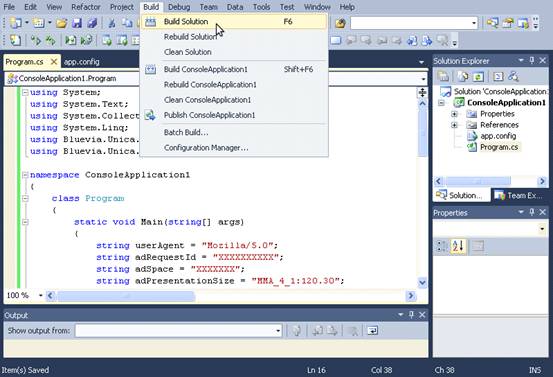 File Edit View Refactor Project Build Debug Team Data Tools Test Window Help
Build Solution F6
Rebuild Solution
Clean Solution
Build ConsoleApplication1 Shift+F6
Rebuild ConsoleApplication1
Clean ConsoleApplication1
Publish ConsoleApplication1
Batch Build...
Configuration Manager...
Program.cs app.config
ConsoleApplication1.Program
using System;
using System.Text;
using System.Collect
using System.Linq;
using Bluevia.Unica.
using Bluevia.Unica.
namespace ConsoleApplication1
{
class Program
{
static void Main(string[] args)
{
string userAgent = "Mozilla/5.0";
string adRequestId = "XXXXXXXXXX";
string adSpace = "XXXXXXX";
string adPresentationSize = "MMA_4_1:120.30";
100 %
Output
Show output from:
Solution Explorer
Solution 'ConsoleApplication
ConsoleApplication1
Properties
References
app.config
Program.cs
Solution... Team Ex...
Properties
Item(s) Saved Ln 16 Col 38 Ch 38 INS